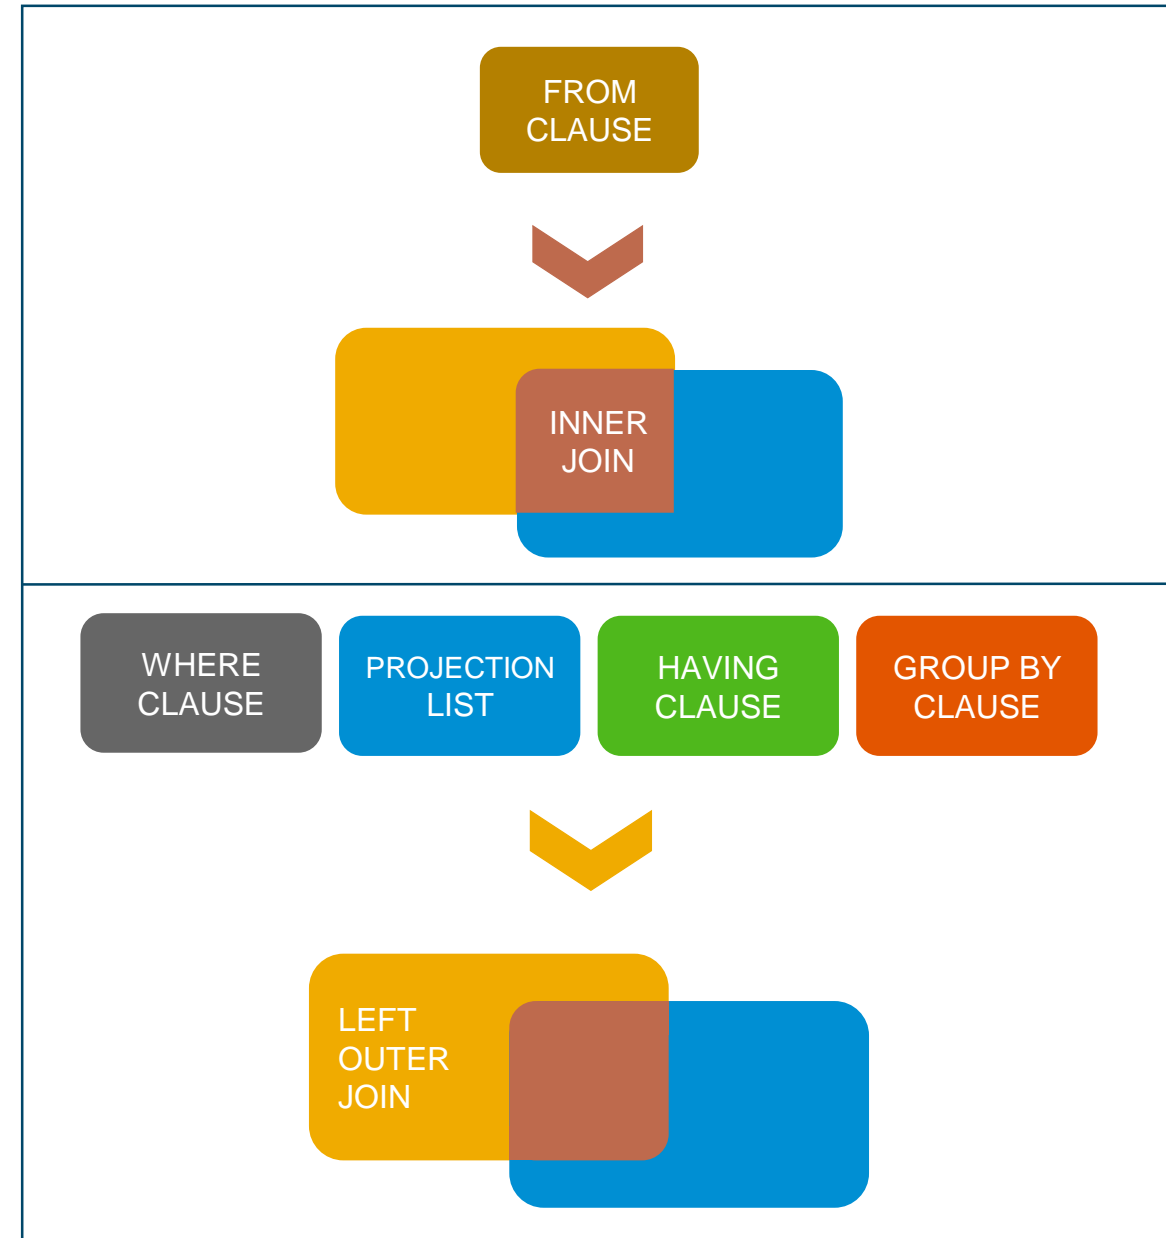 FROM
CLAUSE
INNER
JOIN
WHERE
CLAUSE
PROJECTION
LIST
HAVING
CLAUSE
GROUP BY
CLAUSE
LEFT
OUTER
JOIN